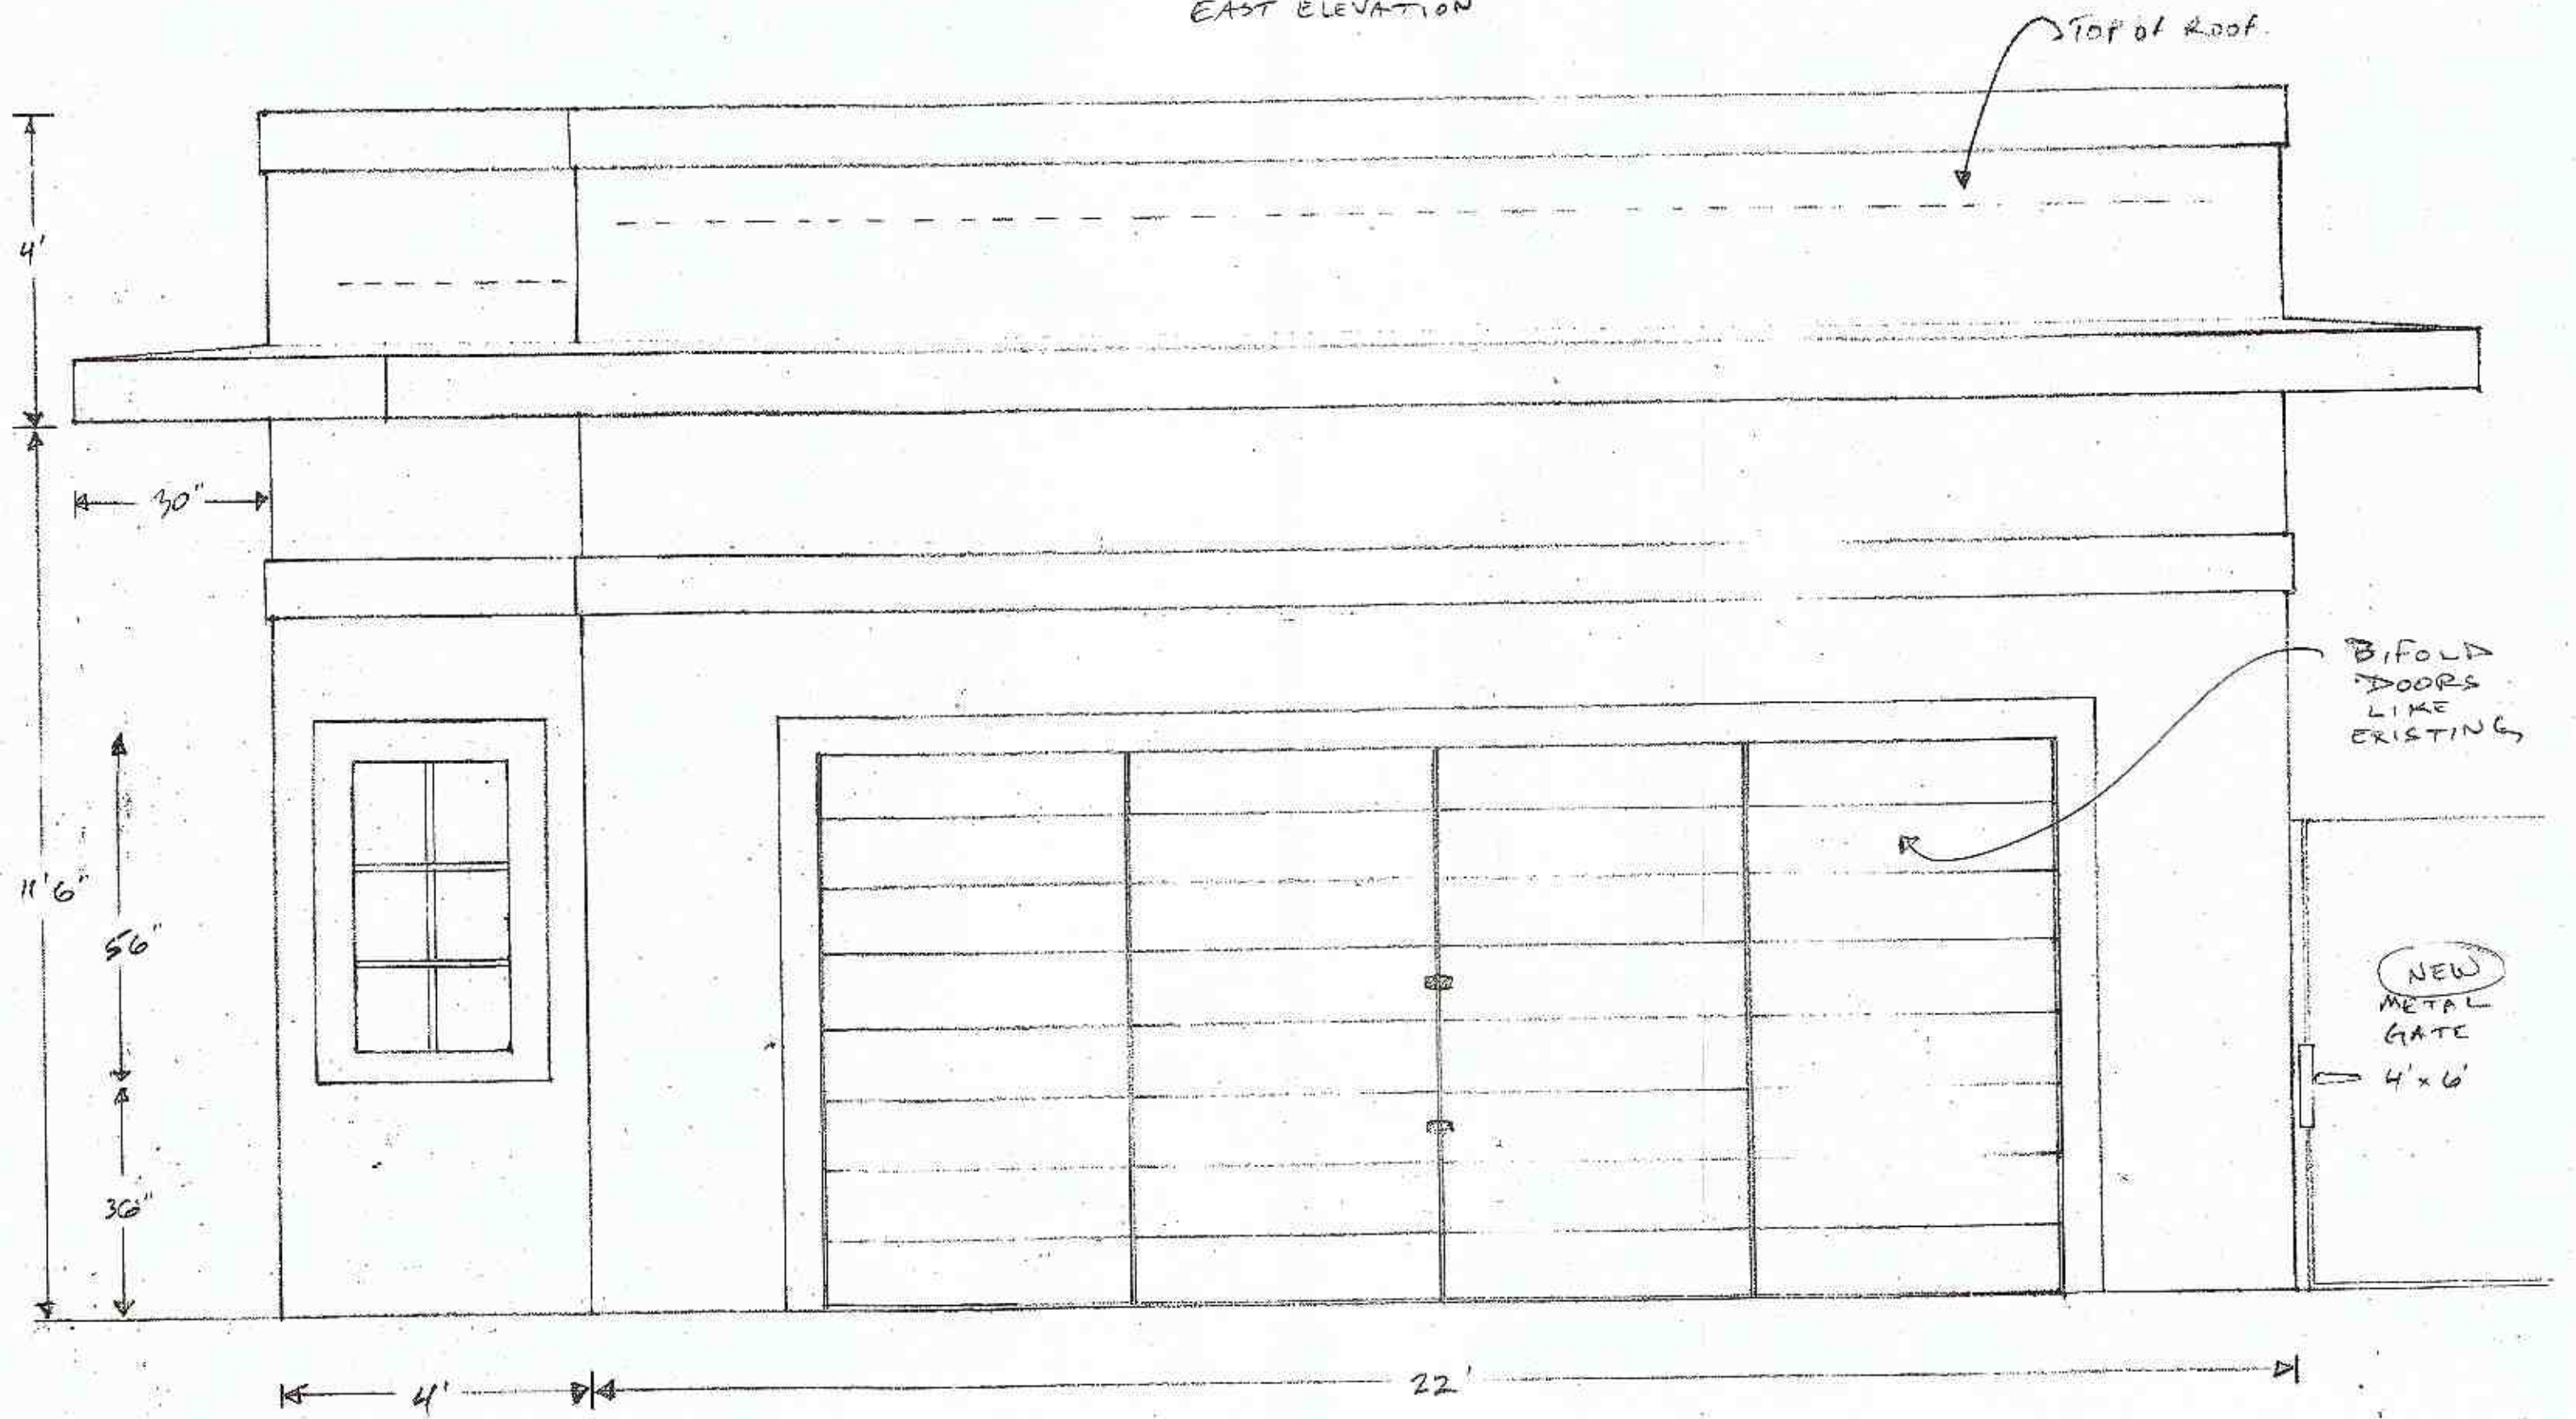 EAST ELEVATION
TOP OF ROOF.
4'
30"
BIFOLD
DOORS
LIKE
EXISTING
11'6"
56"
NEW
METAL
GATE
4' x 6'
36"
4'
22'